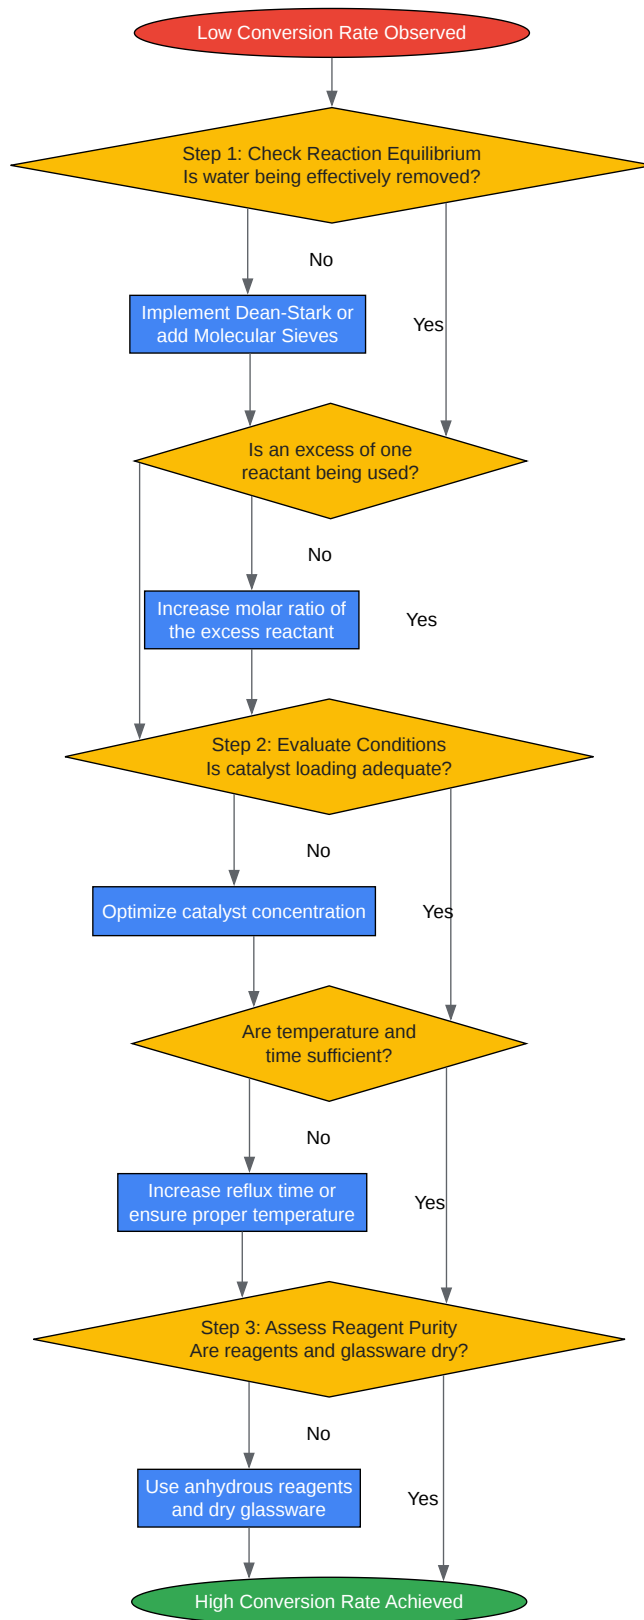 Low Conversion Rate Observed
Step 1: Check Reaction Equilibrium
Is water being effectively removed?
No
Implement Dean-Stark or
add Molecular Sieves
Yes
Is an excess of one
reactant being used?
No
Increase molar ratio of
the excess reactant
Yes
Step 2: Evaluate Conditions
Is catalyst loading adequate?
No
Optimize catalyst concentration
Yes
Are temperature and
time sufficient?
No
Increase reflux time or
ensure proper temperature
Yes
Step 3: Assess Reagent Purity
Are reagents and glassware dry?
No
Use anhydrous reagents
and dry glassware
Yes
High Conversion Rate Achieved